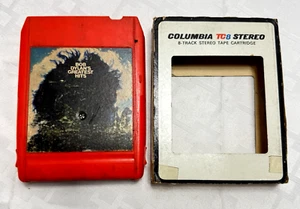 BOB
DYLAN'S
GREATEST
HITS
COLUMBIA TC8 STEREO
8-TRACK STEREO TAPE CARTRIDGE